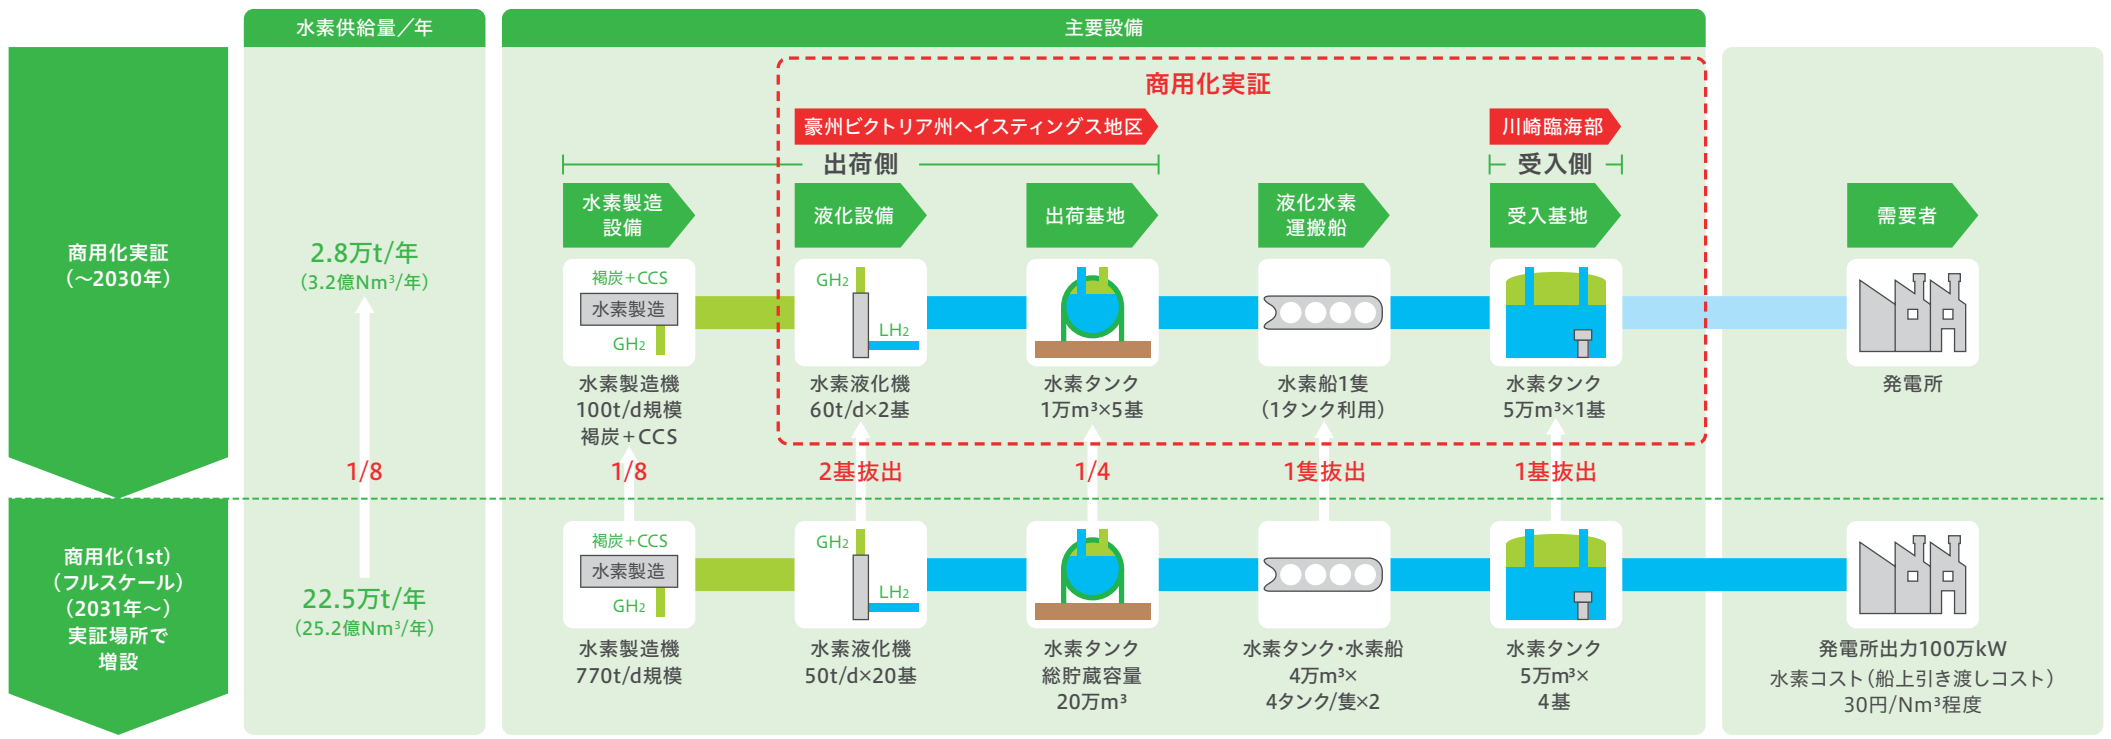 水素供給量／年
主要設備
商用化実証
豪州ビクトリア州ヘイスティングス地区
川崎臨海部
出荷側
受入側
水素製造
設備
液化設備
出荷基地
液化水素
運搬船
受入基地
需要者
商用化実証
（～2030年）
2.8万t/年
（3.2億Nm³/年）
褐炭＋CCS
水素製造
GH₂
GH₂
LH₂
水素製造機
100t/d規模
褐炭＋CCS
水素液化機
60t/d×2基
水素タンク
1万m³×5基
水素船1隻
（1タンク利用）
水素タンク
5万m³×1基
発電所
1/8
1/8
2基抜出
1/4
1隻抜出
1基抜出
商用化（1st）
（フルスケール）
（2031年～）
実証場所で
増設
22.5万t/年
（25.2億Nm³/年）
褐炭＋CCS
水素製造
GH₂
GH₂
LH₂
水素製造機
770t/d規模
水素液化機
50t/d×20基
水素タンク
総貯蔵容量
20万m³
水素タンク・水素船
4万m³×
4タンク/隻×2
水素タンク
5万m³×
4基
発電所出力100万kW
水素コスト（船上引き渡しコスト）
30円/Nm³程度